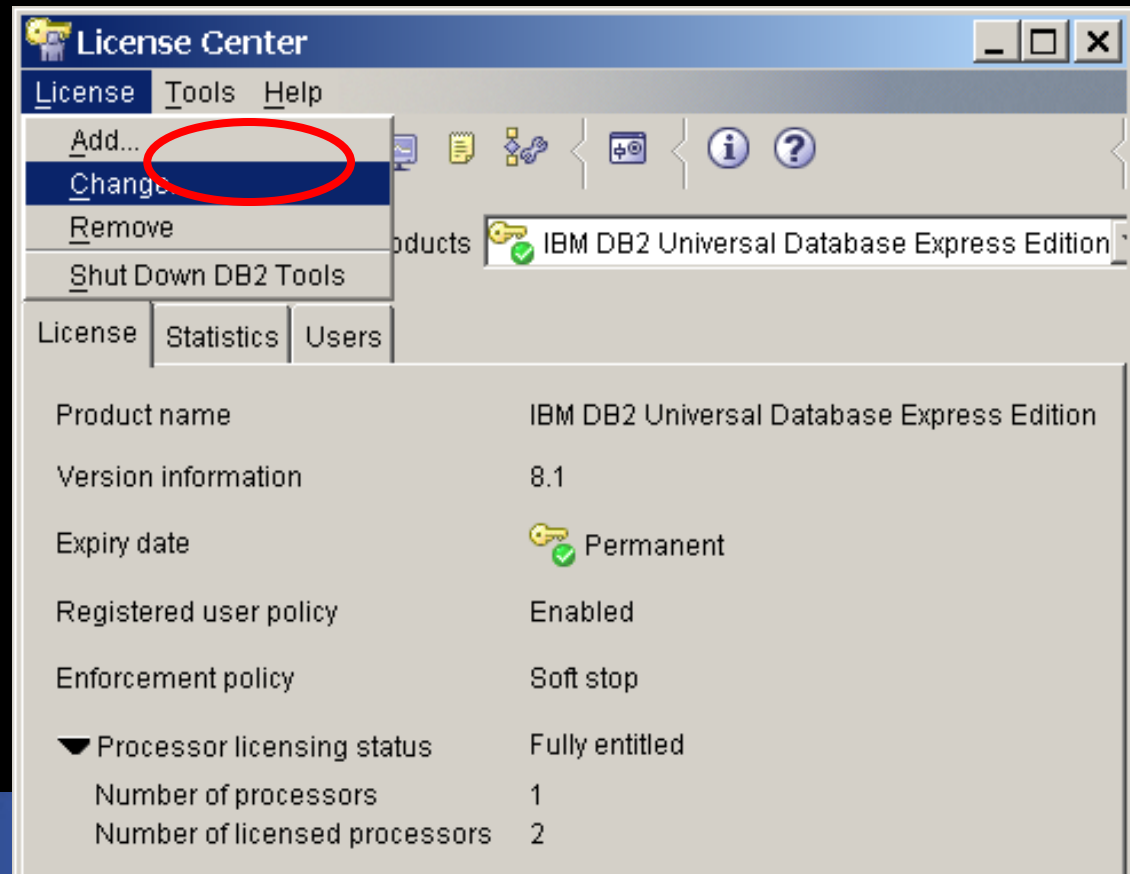 License Center
License Tools Help
Add...
Change..
Remove
Shut Down DB2 Tools
oducts IBM DB2 Universal Database Express Edition
License Statistics Users
Product name IBM DB2 Universal Database Express Edition
Version information 8.1
Expiry date Permanent
Registered user policy Enabled
Enforcement policy Soft stop
Processor licensing status Fully entitled
Number of processors 1
Number of licensed processors 2